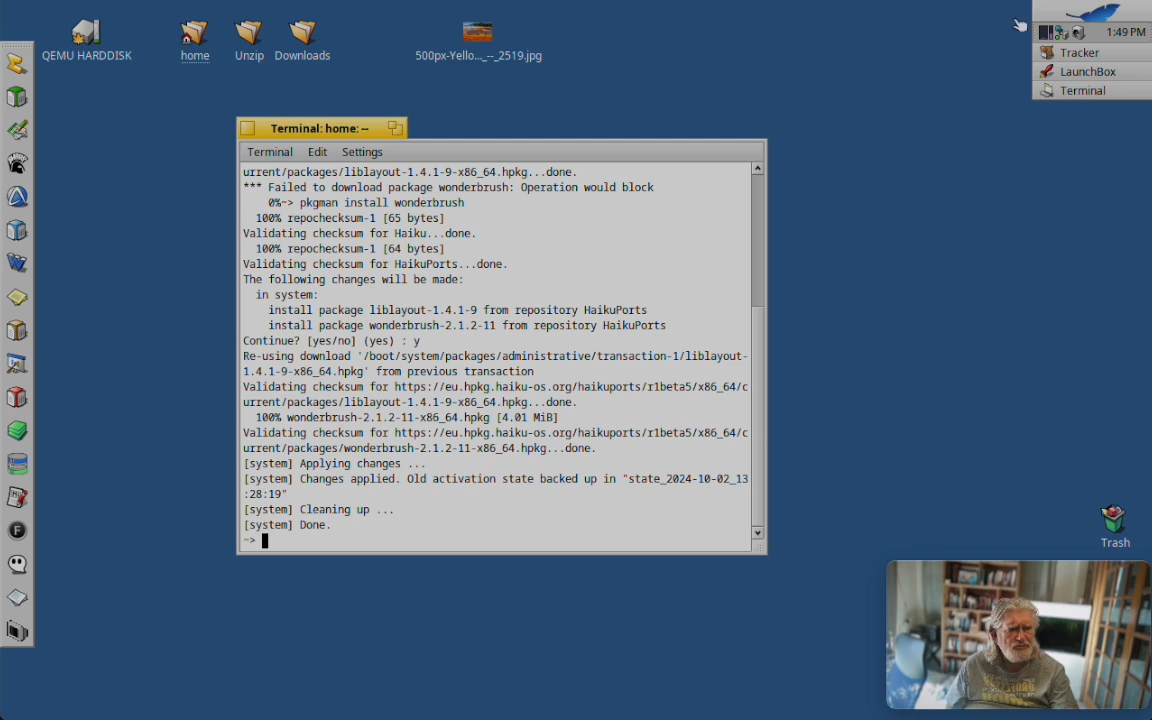 QEMU HARDDISK
home
Unzip
Downloads
500px-Yello..._--_2519.jpg
1:49 PM
Tracker
LaunchBox
Terminal
Terminal: home: --
Terminal Edit Settings
urrent/packages/liblayout-1.4.1-9-x86_64.hpkg...done.
*** Failed to download package wonderbrush: Operation would block
0%~> pkgman install wonderbrush
100% repochecksum-1 [65 bytes]
Validating checksum for Haiku...done.
100% repochecksum-1 [64 bytes]
Validating checksum for HaikuPorts...done.
The following changes will be made:
in system:
install package liblayout-1.4.1-9 from repository HaikuPorts
install package wonderbrush-2.1.2-11 from repository HaikuPorts
Continue? [yes/no] (yes) : y
Re-using download '/boot/system/packages/administrative/transaction-1/liblayout-
1.4.1-9-x86_64.hpkg' from previous transaction
Validating checksum for https://eu.hpkg.haiku-os.org/haikuports/r1beta5/x86_64/c
urrent/packages/liblayout-1.4.1-9-x86_64.hpkg...done.
100% wonderbrush-2.1.2-11-x86_64.hpkg [4.01 MiB]
Validating checksum for https://eu.hpkg.haiku-os.org/haikuports/r1beta5/x86_64/c
urrent/packages/wonderbrush-2.1.2-11-x86_64.hpkg...done.
[system] Applying changes ...
[system] Changes applied. Old activation state backed up in "state_2024-10-02_13
:28:19"
[system] Cleaning up ...
[system] Done.
~>
Trash